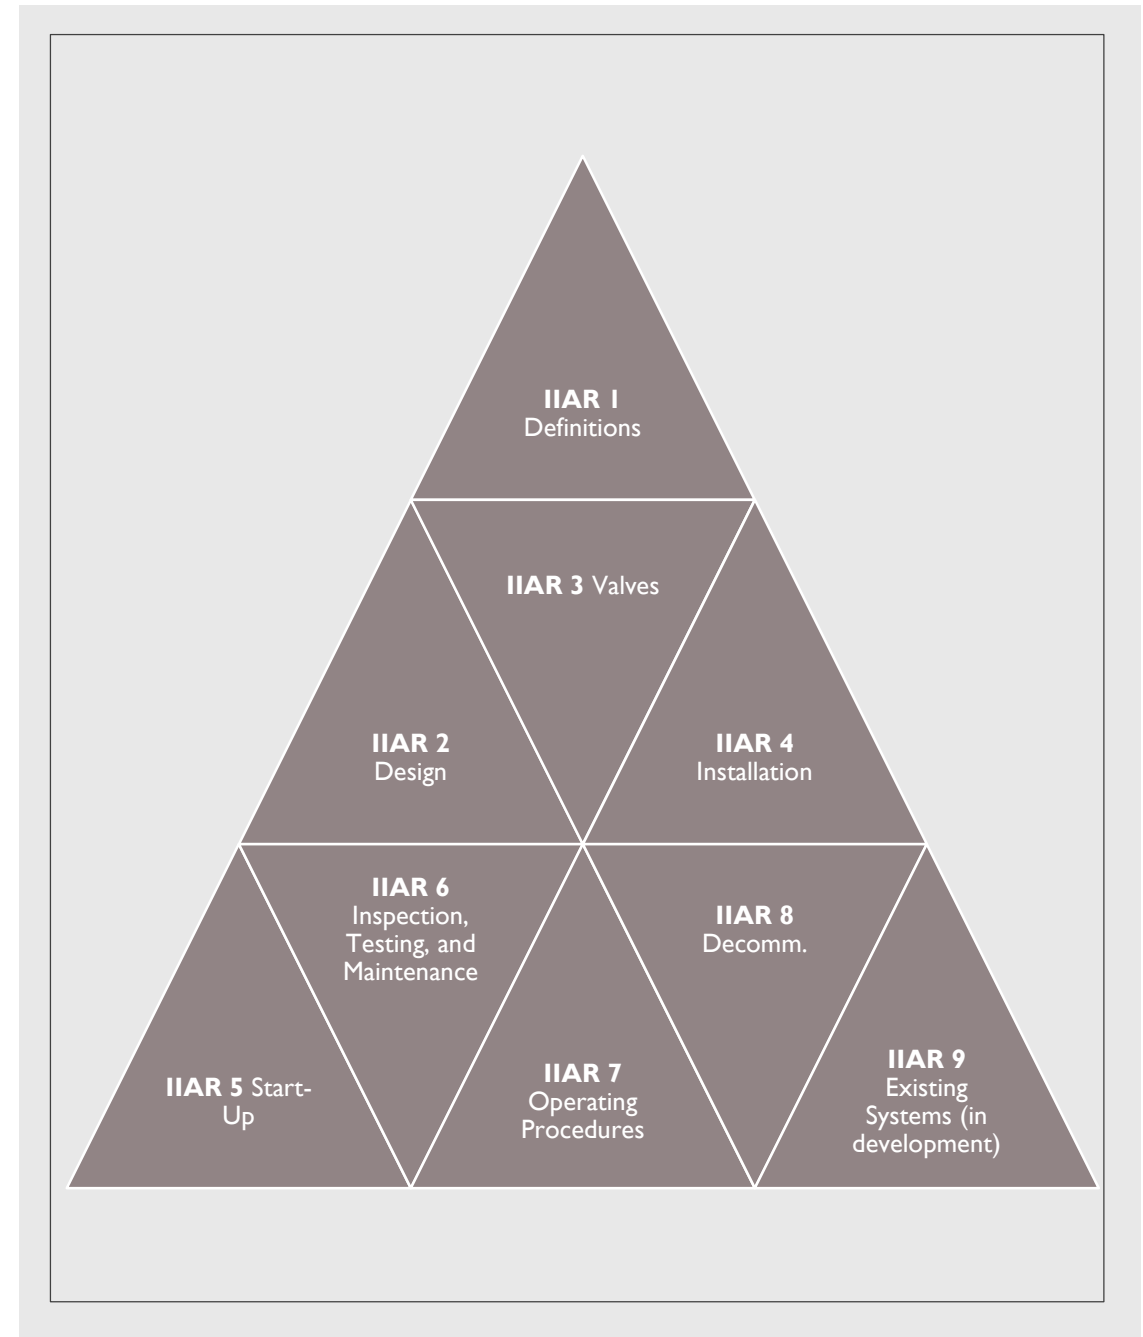 IIAR 1
Definitions
IIAR 3 Valves
IIAR 2
Design
IIAR 4
Installation
IIAR 5 Start-
Up
IIAR 6
Inspection,
Testing, and
Maintenance
IIAR 7
Operating
Procedures
IIAR 8
Decomm.
IIAR 9
Existing
Systems (in
development)